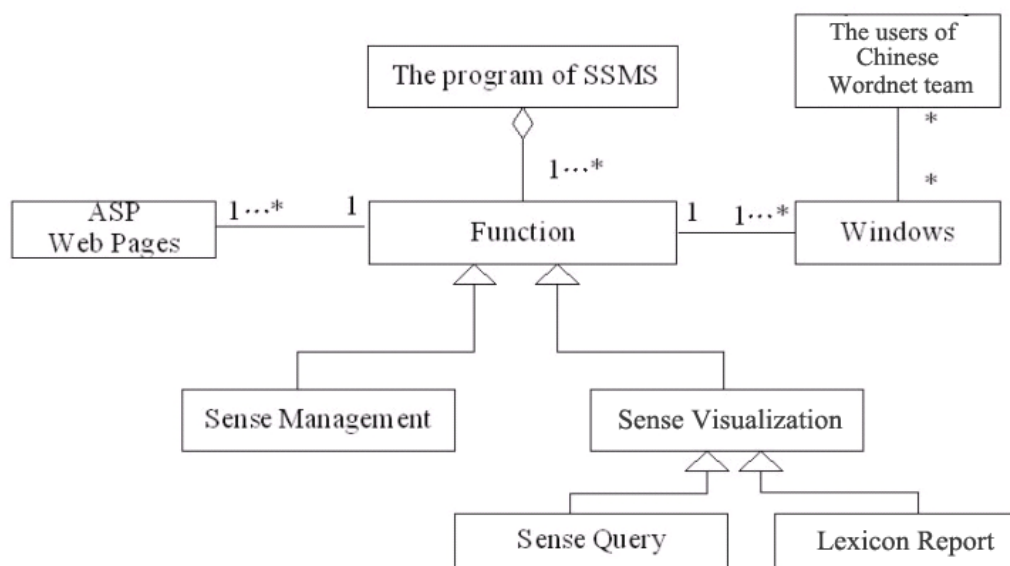 The users of
Chinese
Wordnet team
The program of SSMS
*
1…*
*
ASP
Web Pages
1…*
1
Function
1
1…*
Windows
Sense Management
Sense Visualization
Sense Query
Lexicon Report